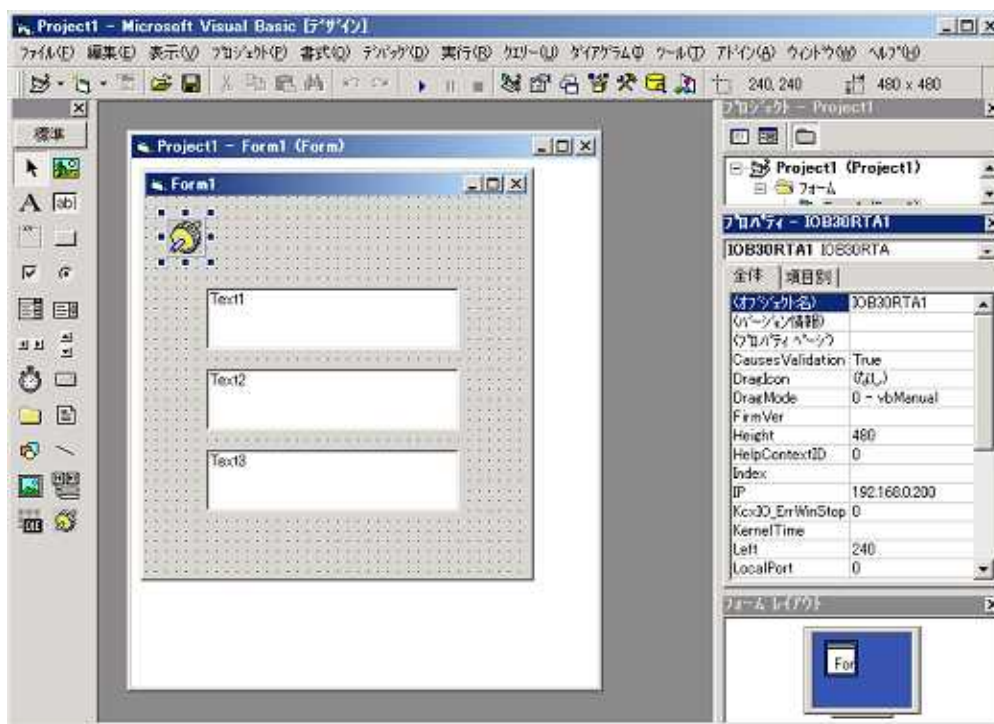 Project1 - Microsoft Visual Basic [ﾃﾞｻﾞｲﾝ]
ﾌｧｲﾙ(F) 編集(E) 表示(V) ﾌﾟﾛｼﾞｪｸﾄ(P) 書式(O) ﾃﾞﾊﾞｯｸﾞ(D) 実行(R) ｸｴﾘｰ(U) ﾀﾞｲｱｸﾞﾗﾑ(I) ﾂｰﾙ(T) ｱﾄﾞｲﾝ(A) ｳｨﾝﾄﾞｳ(W) ﾍﾙﾌﾟ(H)
240, 240
480 x 480
標準
A
ab|
Project1 - Form1 (Form)
Form1
Text1
Text2
Text3
ﾌﾟﾛｼﾞｪｸﾄ - Project1
Project1 (Project1)
ﾌｫｰﾑ
ﾌﾟﾛﾊﾟﾃｨ - IOB30RTA1
IOB30RTA1 IOB30RTA
全体 項目別
(ｵﾌﾞｼﾞｪｸﾄ名) IOB30RTA1
(ﾊﾞｰｼﾞｮﾝ情報)
(ﾌﾟﾛﾊﾟﾃｨ ﾍﾟｰｼﾞ)
CausesValidation True
DragIcon (なし)
DragMode 0 - vbManual
FirmVer
Height 480
HelpContextID 0
Index
IP 192.168.0.200
KcxIO_ErrWinStop 0
KernelTime
Left 240
LocalPort 0
ﾌｫｰﾑ ﾚｲｱｳﾄ
For